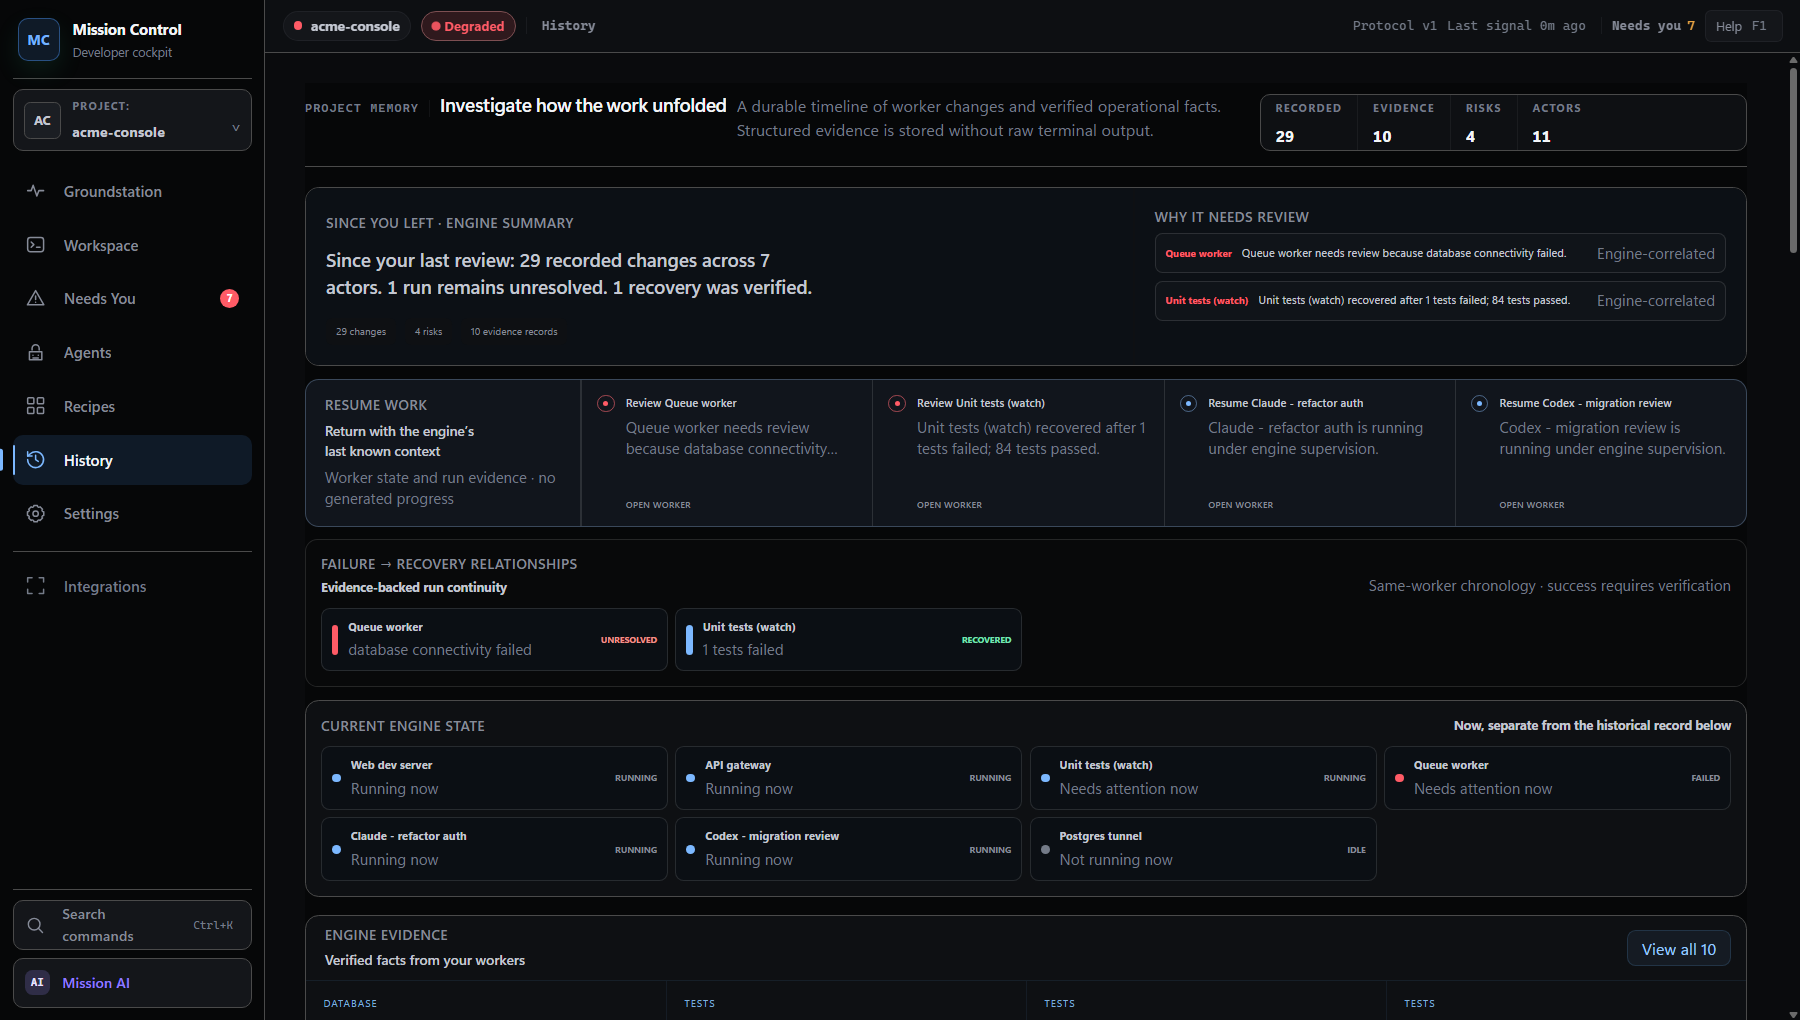 MC
Mission Control
Developer cockpit
AC
PROJECT:
acme-console
v
Groundstation
Workspace
Needs You
7
Agents
Recipes
History
Settings
Integrations
Search commands
Ctrl+K
AI
Mission AI
acme-console
Degraded
History
Protocol v1
Last signal 0m ago
Needs you 7
Help F1
PROJECT MEMORY
Investigate how the work unfolded
A durable timeline of worker changes and verified operational facts.
Structured evidence is stored without raw terminal output.
RECORDED
29
EVIDENCE
10
RISKS
4
ACTORS
11
SINCE YOU LEFT · ENGINE SUMMARY
Since your last review: 29 recorded changes across 7
actors. 1 run remains unresolved. 1 recovery was verified.
29 changes
4 risks
10 evidence records
WHY IT NEEDS REVIEW
Queue worker
Queue worker needs review because database connectivity failed.
Engine-correlated
Unit tests (watch)
Unit tests (watch) recovered after 1 tests failed; 84 tests passed.
Engine-correlated
RESUME WORK
Return with the engine’s
last known context
Worker state and run evidence · no
generated progress
Review Queue worker
Queue worker needs review
because database connectivity...
OPEN WORKER
Review Unit tests (watch)
Unit tests (watch) recovered after 1
tests failed; 84 tests passed.
OPEN WORKER
Resume Claude - refactor auth
Claude - refactor auth is running
under engine supervision.
OPEN WORKER
Resume Codex - migration review
Codex - migration review is
running under engine supervision.
OPEN WORKER
FAILURE → RECOVERY RELATIONSHIPS
Evidence-backed run continuity
Same-worker chronology · success requires verification
Queue worker
database connectivity failed
UNRESOLVED
Unit tests (watch)
1 tests failed
RECOVERED
CURRENT ENGINE STATE
Now, separate from the historical record below
Web dev server
Running now
RUNNING
API gateway
Running now
RUNNING
Unit tests (watch)
Needs attention now
RUNNING
Queue worker
Needs attention now
FAILED
Claude - refactor auth
Running now
RUNNING
Codex - migration review
Running now
RUNNING
Postgres tunnel
Not running now
IDLE
ENGINE EVIDENCE
Verified facts from your workers
View all 10
DATABASE
TESTS
TESTS
TESTS